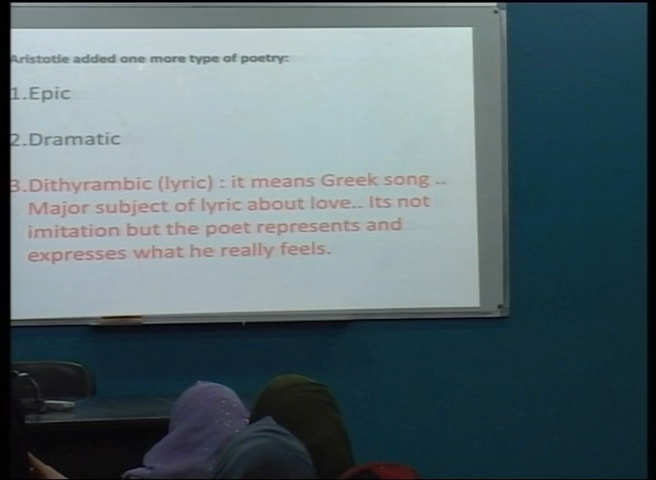 Aristotle added one more type of poetry:
1.Epic
2.Dramatic
3.Dithyrambic (lyric) : it means Greek song ..
Major subject of lyric about love.. Its not
imitation but the poet represents and
expresses what he really feels.